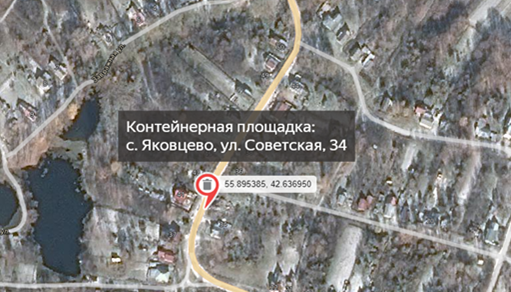 Контейнерная площадка:
с. Яковцево, ул. Советская, 34
55.895385, 42.636950